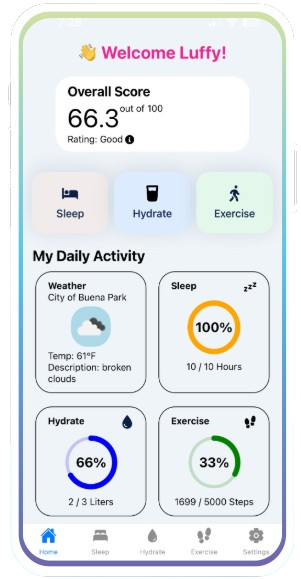 👋 Welcome Luffy!
Overall Score
66.3 out of 100
Rating: Good
Sleep
Hydrate
Exercise
My Daily Activity
Weather
City of Buena Park
Temp: 61°F
Description: broken
clouds
Sleep
zzz
100%
10 / 10 Hours
Hydrate
66%
2 / 3 Liters
Exercise
33%
1699 / 5000 Steps
Home
Sleep
Hydrate
Exercise
Settings